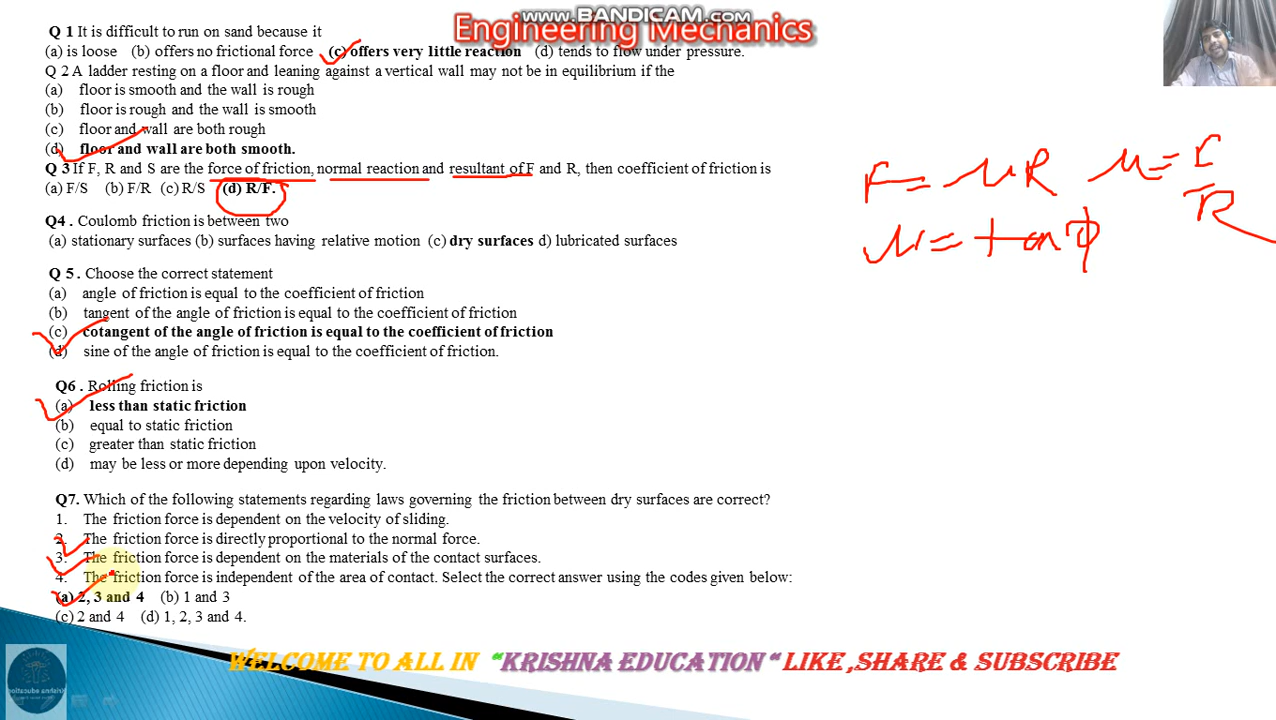 www.BANDICAM.com
Engineering Mechanics
Q 1 It is difficult to run on sand because it
(a) is loose (b) offers no frictional force (c) offers very little reaction (d) tends to flow under pressure.
Q 2 A ladder resting on a floor and leaning against a vertical wall may not be in equilibrium if the
(a) floor is smooth and the wall is rough
(b) floor is rough and the wall is smooth
(c) floor and wall are both rough
(d) floor and wall are both smooth.
Q 3 If F, R and S are the force of friction, normal reaction and resultant of F and R, then coefficient of friction is
(a) F/S (b) F/R (c) R/S (d) R/F.
F = μR μ = F/R
μ = tan φ
Q4 . Coulomb friction is between two
(a) stationary surfaces (b) surfaces having relative motion (c) dry surfaces d) lubricated surfaces
Q 5 . Choose the correct statement
(a) angle of friction is equal to the coefficient of friction
(b) tangent of the angle of friction is equal to the coefficient of friction
(c) cotangent of the angle of friction is equal to the coefficient of friction
(d) sine of the angle of friction is equal to the coefficient of friction.
Q6 . Rolling friction is
(a) less than static friction
(b) equal to static friction
(c) greater than static friction
(d) may be less or more depending upon velocity.
Q7. Which of the following statements regarding laws governing the friction between dry surfaces are correct?
1. The friction force is dependent on the velocity of sliding.
2. The friction force is directly proportional to the normal force.
3. The friction force is dependent on the materials of the contact surfaces.
4. The friction force is independent of the area of contact. Select the correct answer using the codes given below:
(a) 2, 3 and 4 (b) 1 and 3
(c) 2 and 4 (d) 1, 2, 3 and 4.
WELCOME TO ALL IN “KRISHNA EDUCATION“ LIKE ,SHARE & SUBSCRIBE